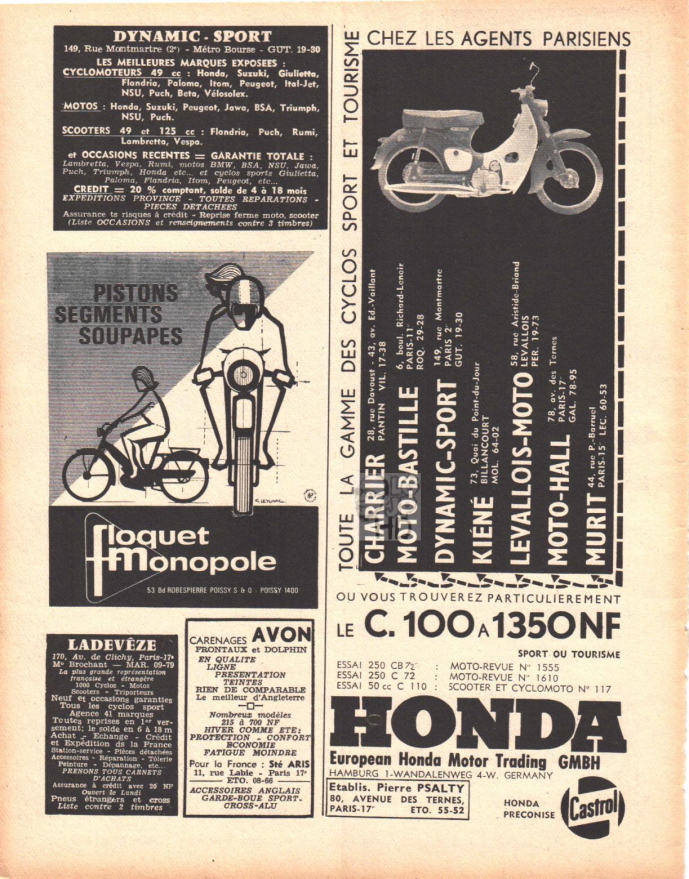 DYNAMIC - SPORT
149, Rue Montmartre (2e) - Métro Bourse - GUT. 19-30
LES MEILLEURES MARQUES EXPOSEES :
CYCLOMOTEURS 49 cc : Honda, Suzuki, Giulietta,
Flandria, Paloma, Itom, Peugeot, Ital-Jet,
NSU, Puch, Beta, Vélosolex.
MOTOS : Honda, Suzuki, Peugeot, Jawa, BSA, Triumph,
NSU, Puch.
SCOOTERS 49 et 125 cc : Flandria, Puch, Rumi,
Lambretta, Vespa.
et OCCASIONS RECENTES = GARANTIE TOTALE :
Lambretta, Vespa, Rumi, motos BMW, BSA, NSU, Jawa,
Puch, Triumph, Honda etc... et cyclos sports Giulietta,
Paloma, Flandria, Itom, Peugeot, etc...
CREDIT = 20 % comptant, solde de 4 à 18 mois
EXPEDITIONS PROVINCE - TOUTES REPARATIONS -
PIECES DETACHEES
Assurance ts risques à crédit - Reprise ferme moto, scooter
(Liste OCCASIONS et renseignements contre 3 timbres)
PISTONS
SEGMENTS
SOUPAPES
floquet
monopole
53 Bd ROBESPIERRE POISSY S & O - POISSY 1400
LADEVÈZE
170, Av. de Clichy, Paris-17e
Mo Brochant — MAR. 09-79
La plus grande représentation
française et étrangère
1000 Cyclos - Motos
Scooters - Triporteurs
Neuf et occasions garanties
Tous les cyclos sport
Agence 41 marques
Toutes reprises en 1er ver-
sement; le solde en 6 à 18 m
Achat - Echange - Crédit
et Expédition ds la France
Station-service - Pièces détachées
Accessoires - Réparation - Tôlerie
Peinture - Dépannage, etc...
PRENONS TOUS CARNETS
D'ACHATS
Assurance à crédit avec 26 NF
Ouvert le Lundi
Pneus étrangers et cross
Liste contre 2 timbres
CARENAGES AVON
FRONTAUX et DOLPHIN
EN QUALITE
LIGNE
PRESENTATION
TEINTES
RIEN DE COMPARABLE
Le meilleur d'Angleterre
Nombreux modèles
215 à 700 NF
HIVER COMME ETE:
PROTECTION - CONFORT
ECONOMIE
FATIGUE MOINDRE
Pour la France : Sté ARIS
11, rue Labie - Paris 17e
ETO. 08-66
ACCESSOIRES ANGLAIS
GARDE-BOUE SPORT-
CROSS-ALU
TOUTE LA GAMME DES CYCLOS SPORT ET TOURISME
CHEZ LES AGENTS PARISIENS
CHARRIER 28, rue Davoust - 43, av. Ed.-Vaillant
PANTIN VIL. 17-38
MOTO BASTILLE 6, boul. Richard-Lenoir
PARIS-11e
ROQ. 29-28
DYNAMIC-SPORT 149, rue Montmartre
PARIS 2e
GUT. 19.30
KIÉNÉ 73, Quai du Point-du-Jour
BILLANCOURT
MOL. 64-02
LEVALLOIS-MOTO 58, rue Aristide-Briand
LEVALLOIS
PER. 19-73
MOTO-HALL 78, av. des Ternes
PARIS-17e
GAL. 78-95
MURIT 44, rue P.-Barruel
PARIS-15e LEC. 60-53
OU VOUS TROUVEREZ PARTICULIEREMENT
LE C. 100 A 1350 NF
SPORT OU TOURISME
ESSAI 250 CB 72 : MOTO-REVUE No 1555
ESSAI 250 C 72 : MOTO-REVUE No 1610
ESSAI 50 cc C 110 : SCOOTER ET CYCLOMOTO No 117
HONDA
European Honda Motor Trading GMBH
HAMBURG 1-WANDALENWEG 4-W. GERMANY
Etablis. Pierre PSALTY
80, AVENUE DES TERNES,
PARIS-17e ETO. 55-52
HONDA
PRÉCONISE
Castrol